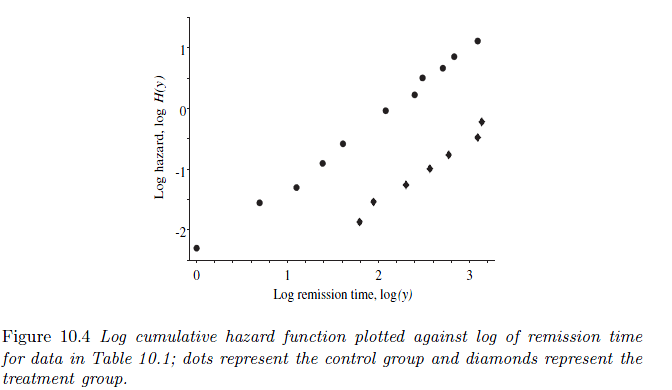 1
0
-1
-2
Log hazard, log H(y)
0 1 2 3
Log remission time, log(y)
Figure 10.4 Log cumulative hazard function plotted against log of remission time
for data in Table 10.1; dots represent the control group and diamonds represent the
treatment group.